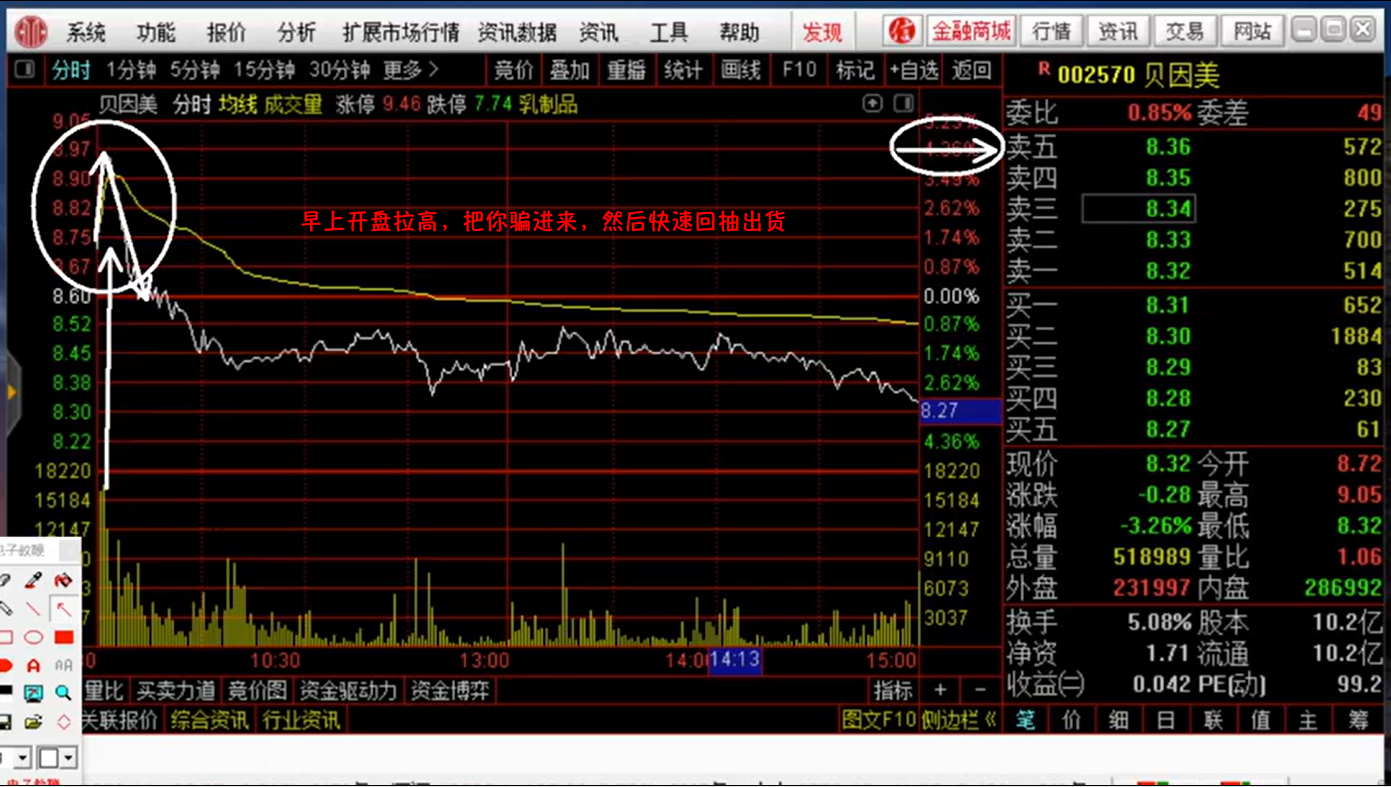 系统 功能 报价 分析 扩展市场行情 资讯数据 资讯 工具 帮助 发现 信 金融商城 行情 资讯 交易 网站
分时 1分钟 5分钟 15分钟 30分钟 更多> 竞价 叠加 重播 统计 画线 F10 标记 +自选 返回
R 002570 贝因美
贝因美 分时 均线 成交量 涨停 9.46 跌停 7.74 乳制品
委比 0.85% 委差 49
9.05 5.23%
8.97 4.36%
8.90 3.49%
8.82 2.62%
8.75 1.74%
8.67 0.87%
8.60 0.00%
8.52 0.87%
8.45 1.74%
8.38 2.62%
8.30 8.27
8.22 4.36%
18220 18220
15184 15184
12147 12147
9110
6073
3037
早上开盘拉高，把你骗进来，然后快速回抽出货
卖五 8.36 572
卖四 8.35 800
卖三 8.34 275
卖二 8.33 700
卖一 8.32 514
买一 8.31 652
买二 8.30 1884
买三 8.29 83
买四 8.28 230
买五 8.27 61
现价 8.32 今开 8.72
涨跌 -0.28 最高 9.05
涨幅 -3.26% 最低 8.32
总量 518989 量比 1.06
外盘 231997 内盘 286992
换手 5.08% 股本 10.2亿
净资 1.71 流通 10.2亿
收益㈡ 0.042 PE(动) 99.2
10:30 13:00 14:00 14:13 15:00
量比 买卖力道 竞价图 资金驱动力 资金博弈 指标 + -
关联报价 综合资讯 行业资讯 图文F10 侧边栏《
笔 价 细 日 联 值 主 筹
电子教鞭
A AA